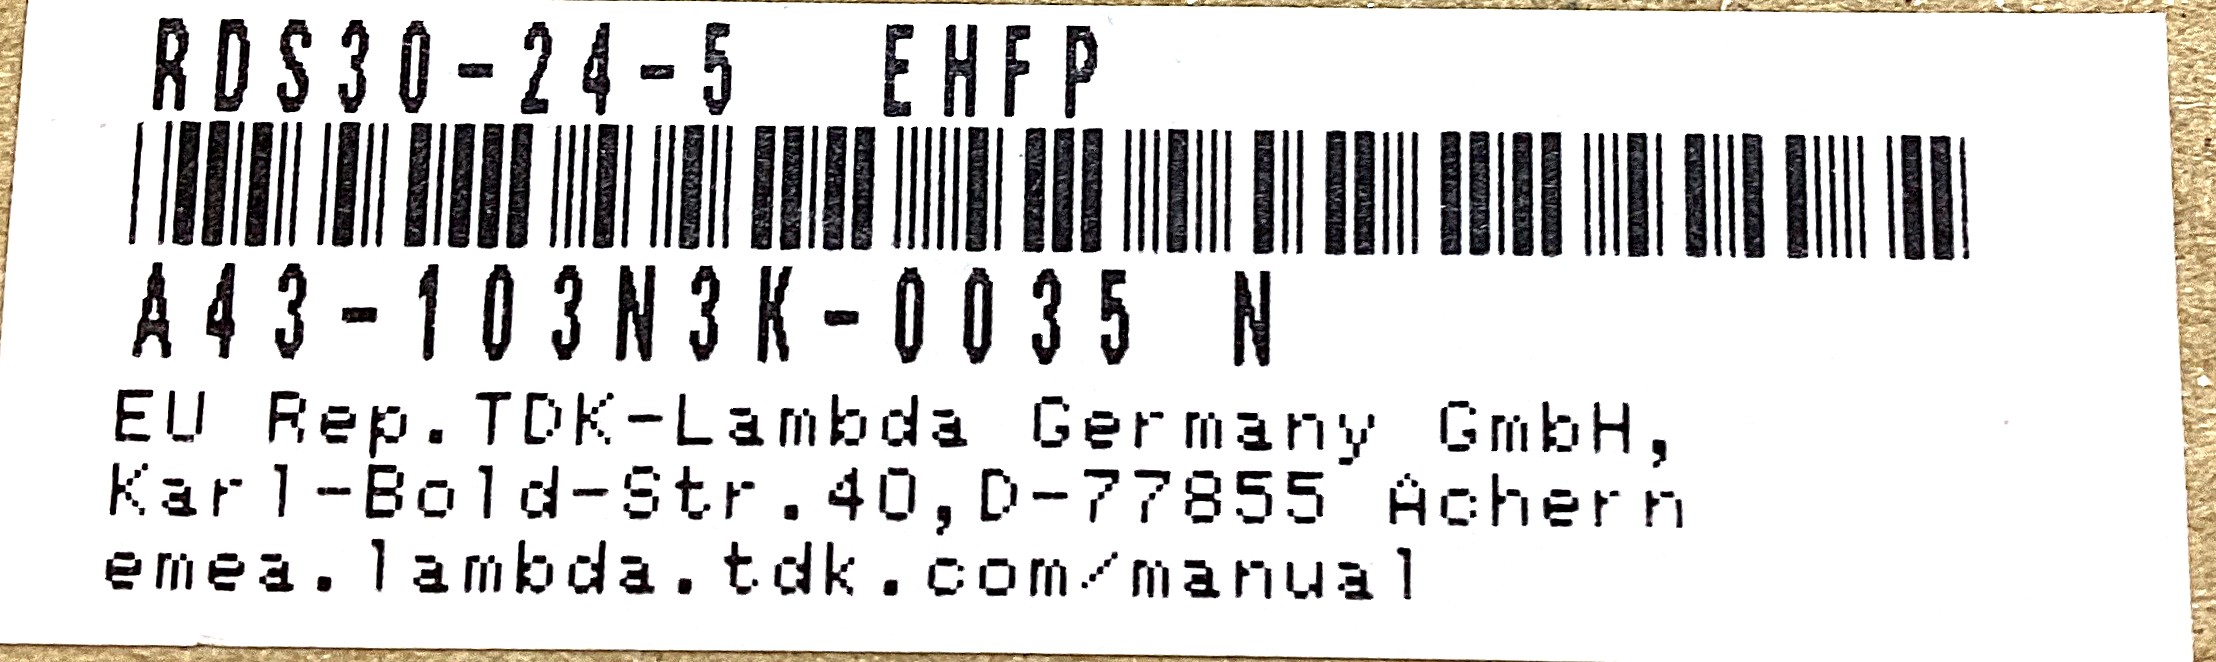 RDS30-24-5 EHFP
A43-103N3K-0035 N
EU Rep.TDK-Lambda Germany GmbH,
Karl-Bold-Str.40,D-77855 Achern
emea.lambda.tdk.com/manual